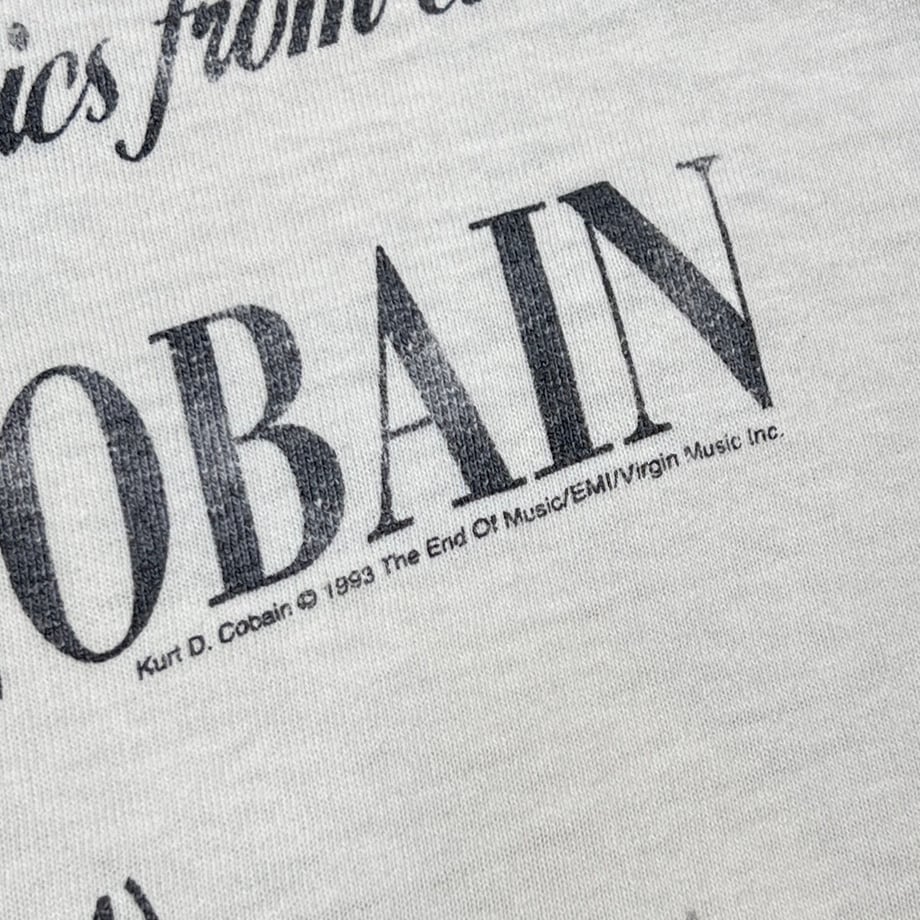 ics from
OBAIN
Kurt D. Cobain © 1993 The End Of Music/EMI/Virgin Music Inc.